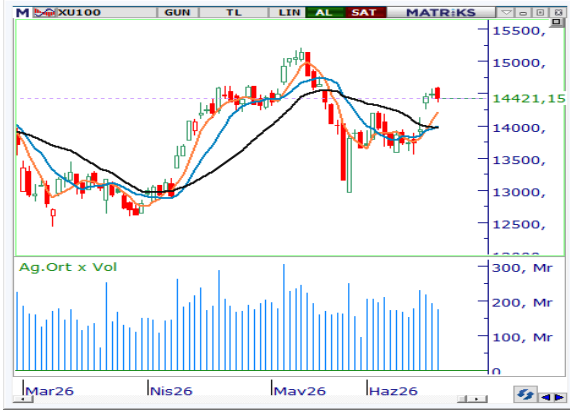 M XU100 GUN TL LIN AL SAT MATRiKS
15500,
15000,
14421,15
14000,
13500,
13000,
12500,
Ag.Ort x Vol
300, Mr
200, Mr
100, Mr
0
Mar26 Nis26 May26 Haz26